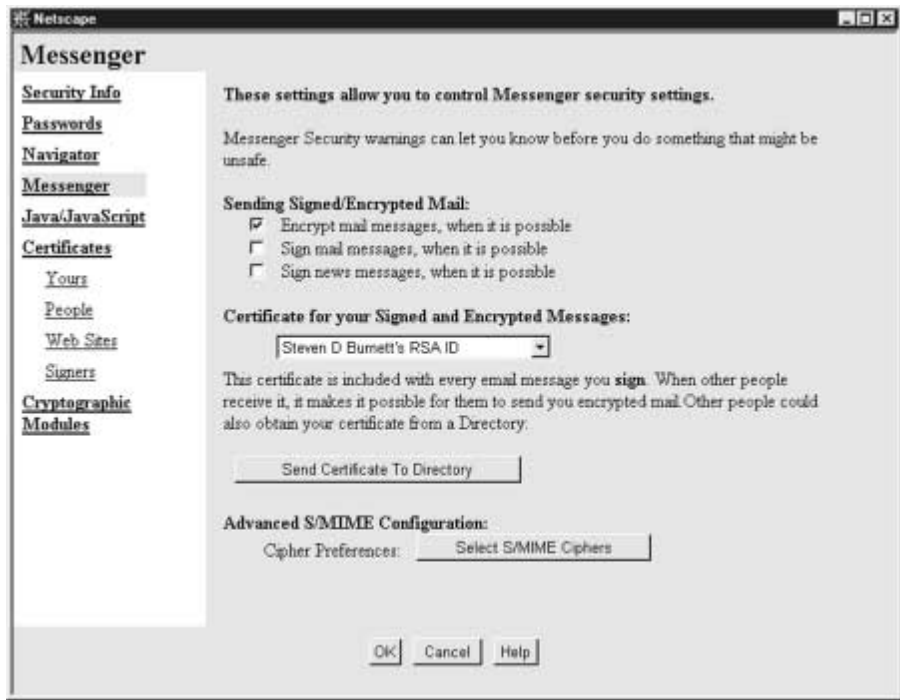 Netscape
Messenger
Security Info
Passwords
Navigator
Messenger
Java/JavaScript
Certificates
Yours
People
Web Sites
Signers
Cryptographic
Modules
These settings allow you to control Messenger security settings.
Messenger Security warnings can let you know before you do something that might be
unsafe.
Sending Signed/Encrypted Mail:
Encrypt mail messages, when it is possible
Sign mail messages, when it is possible
Sign news messages, when it is possible
Certificate for your Signed and Encrypted Messages:
Steven D Burnett's RSA ID
This certificate is included with every email message you sign. When other people
receive it, it makes it possible for them to send you encrypted mail.Other people could
also obtain your certificate from a Directory.
Send Certificate To Directory
Advanced S/MIME Configuration:
Cipher Preferences: Select S/MIME Ciphers
OK Cancel Help